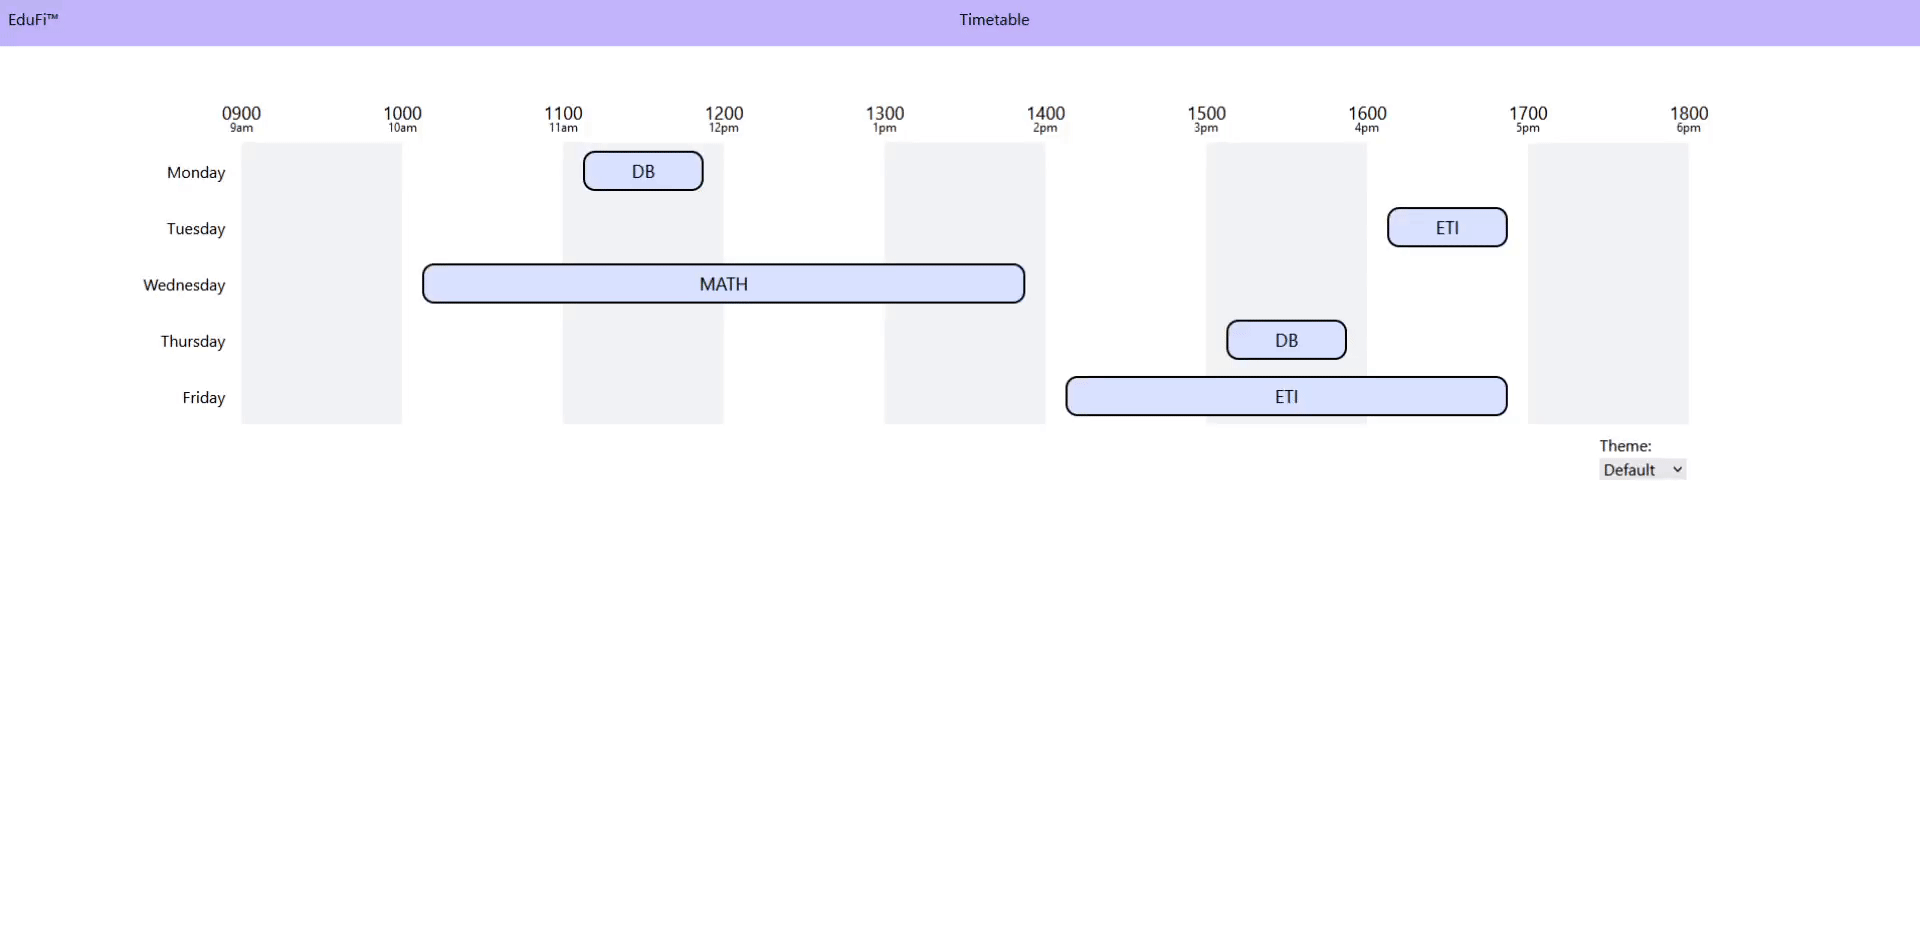 EduFi™
Timetable
0900 1000 1100 1200 1300 1400 1500 1600 1700 1800
9am 10am 11am 12pm 1pm 2pm 3pm 4pm 5pm 6pm
Monday DB
Tuesday ETI
Wednesday MATH
Thursday DB
Friday ETI
Theme:
Default